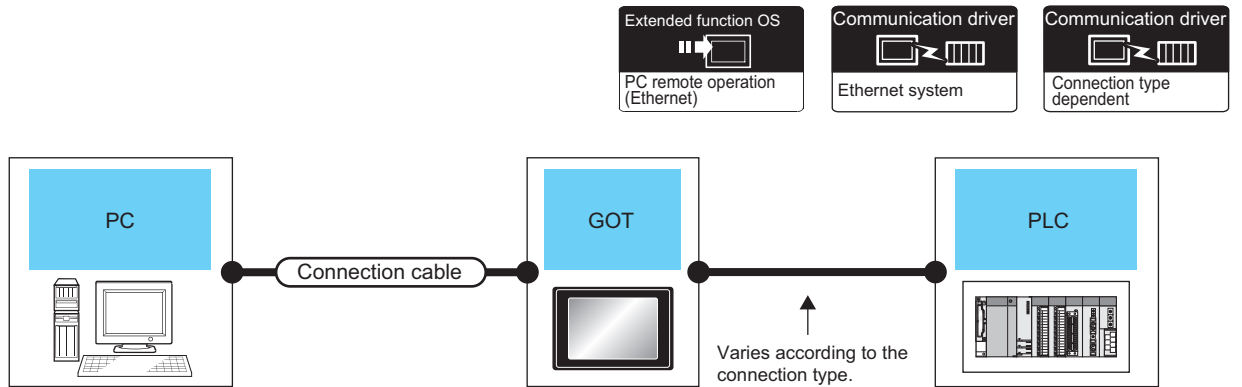 Extended function OS
PC remote operation
(Ethernet)
Communication driver
Ethernet system
Communication driver
Connection type
dependent
PC
Connection cable
GOT
PLC
Varies according to the
connection type.